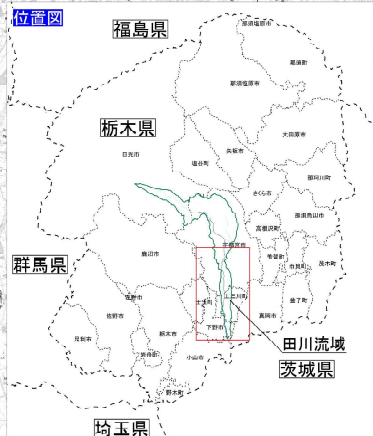 位置図
福島県
那須塩原市
那須町
那須塩原市
栃木県
大田原市
日光市
矢板市
塩谷町
那珂川町
さくら市
那須烏山市
高根沢町
宇都宮市
鹿沼市
群馬県
芳賀町
市貝町
茂木町
壬生町
上三川町
益子町
真岡市
佐野市
栃木市
下野市
足利市
田川流域
小山市
茨城県
野木町
埼玉県